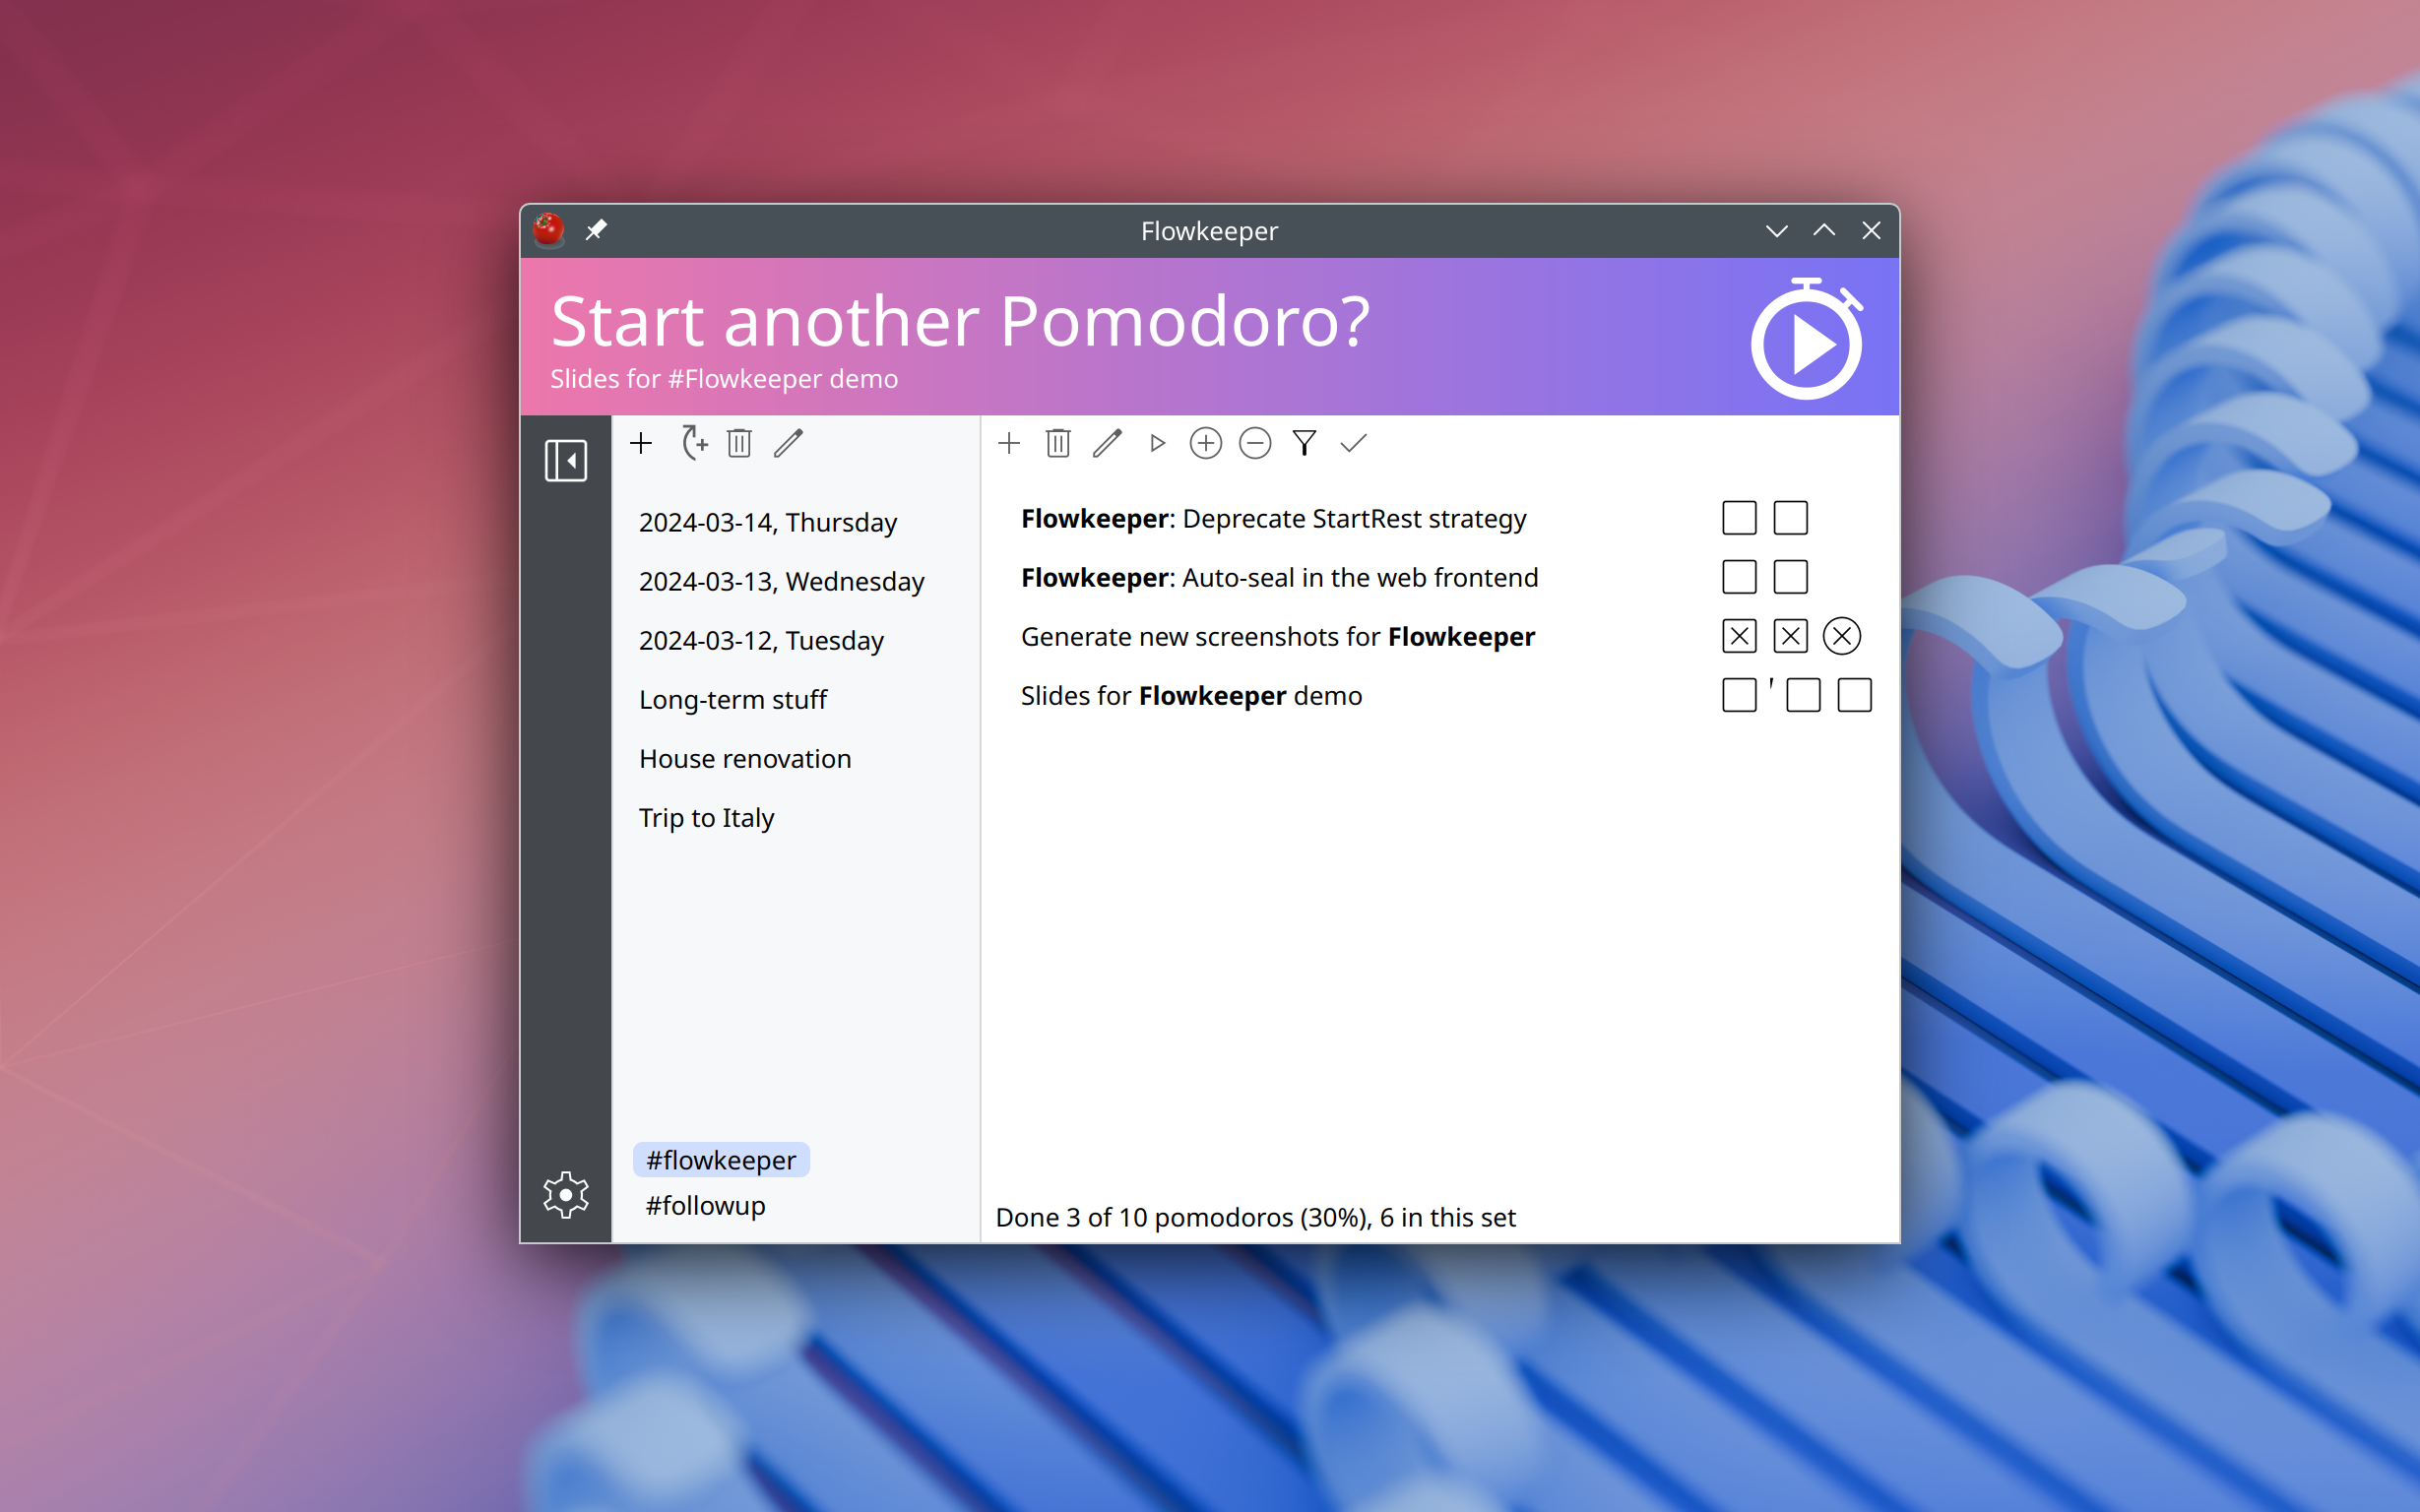 Flowkeeper
Start another Pomodoro?
Slides for #Flowkeeper demo
2024-03-14, Thursday
2024-03-13, Wednesday
2024-03-12, Tuesday
Long-term stuff
House renovation
Trip to Italy
#flowkeeper
#followup
Flowkeeper: Deprecate StartRest strategy
Flowkeeper: Auto-seal in the web frontend
Generate new screenshots for Flowkeeper
Slides for Flowkeeper demo
Done 3 of 10 pomodoros (30%), 6 in this set